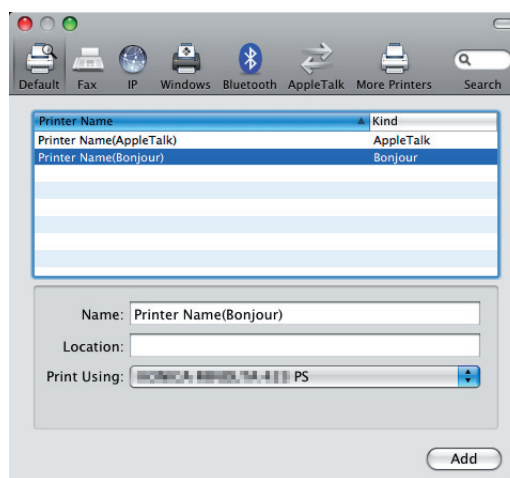 Default Fax IP Windows Bluetooth AppleTalk More Printers Search
Printer Name Kind
Printer Name(AppleTalk) AppleTalk
Printer Name(Bonjour) Bonjour
Name: Printer Name(Bonjour)
Location:
Print Using: PS
Add